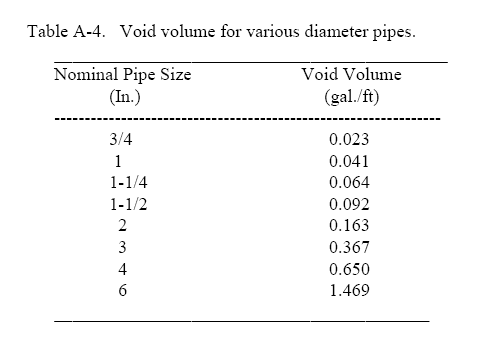 Table A-4.   Void volume for various diameter pipes.
Nominal Pipe Size Void Volume
(In.) (gal./ft)
3/4 0.023
1 0.041
1-1/4 0.064
1-1/2 0.092
2 0.163
3 0.367
4 0.650
6 1.469